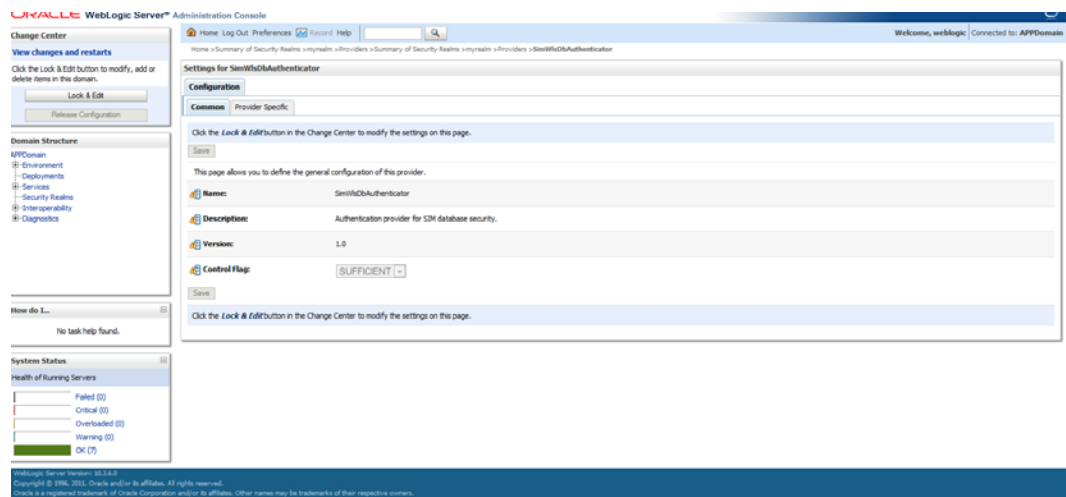 ORACLE WebLogic Server® Administration Console
Change Center
View changes and restarts
Click the Lock & Edit button to modify, add or
delete items in this domain.
Lock & Edit
Release Configuration
Domain Structure
APPDomain
Environment
Deployments
Services
Security Realms
Interoperability
Diagnostics
How do I...
No task help found.
System Status
Health of Running Servers
Failed (0)
Critical (0)
Overloaded (0)
Warning (0)
OK (7)
Home Log Out Preferences Record Help
Welcome, weblogic Connected to: APPDomain
Home >Summary of Security Realms >myrealm >Providers >Summary of Security Realms >myrealm >Providers >SimWlsDbAuthenticator
Settings for SimWlsDbAuthenticator
Configuration
Common Provider Specific
Click the Lock & Edit button in the Change Center to modify the settings on this page.
Save
This page allows you to define the general configuration of this provider.
Name: SimWlsDbAuthenticator
Description: Authentication provider for SIM database security.
Version: 1.0
Control Flag: SUFFICIENT
Save
Click the Lock & Edit button in the Change Center to modify the settings on this page.
WebLogic Server Version: 10.3.6.0
Copyright © 1996, 2011, Oracle and/or its affiliates. All rights reserved.
Oracle is a registered trademark of Oracle Corporation and/or its affiliates. Other names may be trademarks of their respective owners.